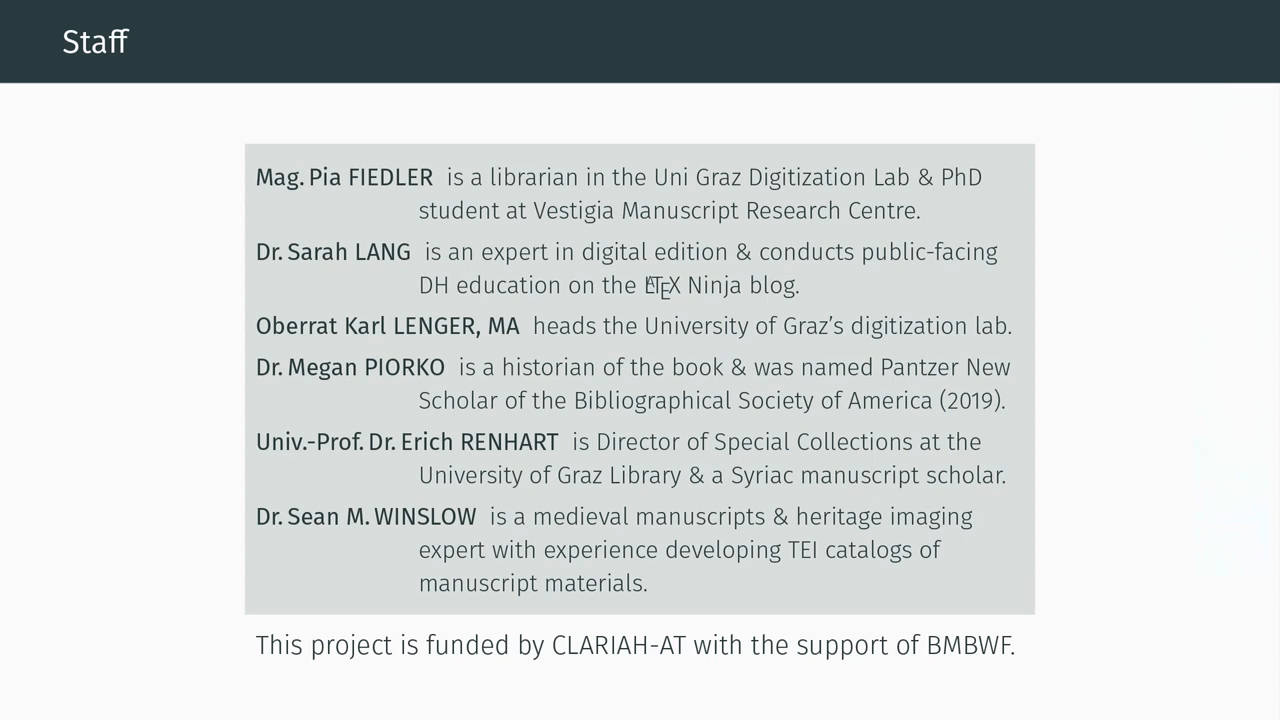 Staff
Mag. Pia FIEDLER is a librarian in the Uni Graz Digitization Lab & PhD
student at Vestigia Manuscript Research Centre.
Dr. Sarah LANG is an expert in digital edition & conducts public-facing
DH education on the LATEX Ninja blog.
Oberrat Karl LENGER, MA heads the University of Graz’s digitization lab.
Dr. Megan PIORKO is a historian of the book & was named Pantzer New
Scholar of the Bibliographical Society of America (2019).
Univ.-Prof. Dr. Erich RENHART is Director of Special Collections at the
University of Graz Library & a Syriac manuscript scholar.
Dr. Sean M. WINSLOW is a medieval manuscripts & heritage imaging
expert with experience developing TEI catalogs of
manuscript materials.
This project is funded by CLARIAH-AT with the support of BMBWF.